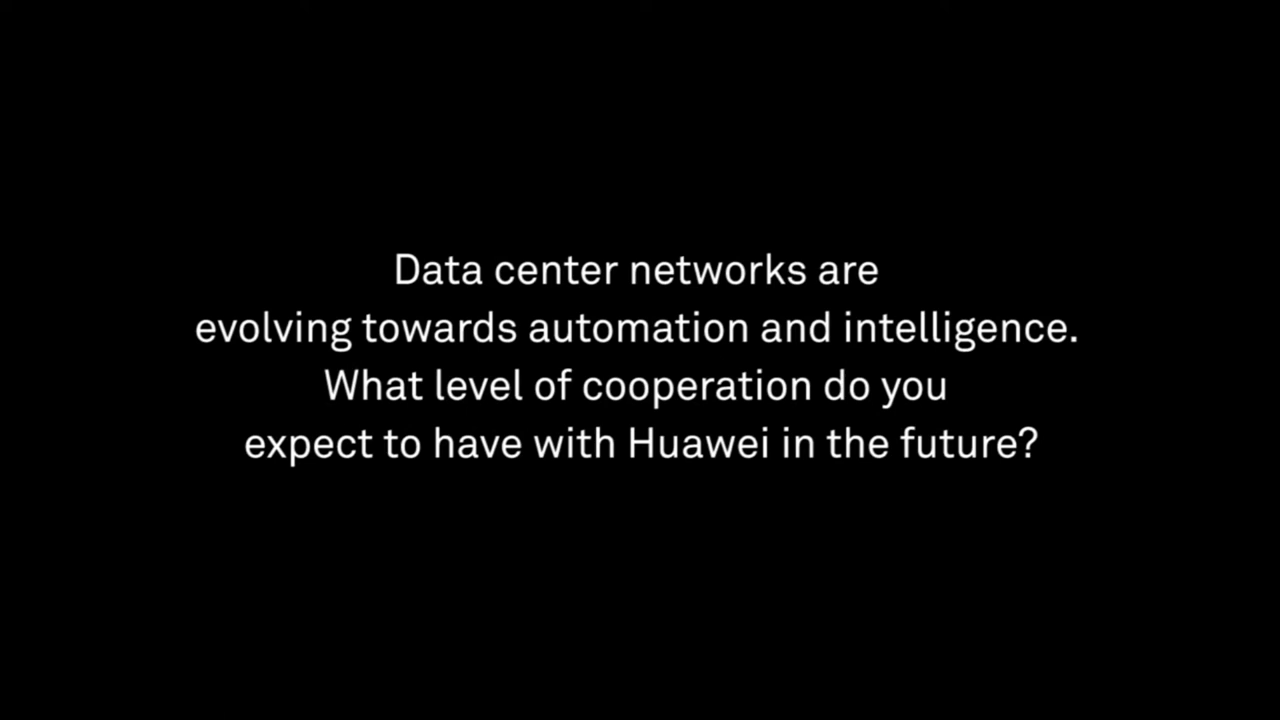 Data center networks are
evolving towards automation and intelligence.
What level of cooperation do you
expect to have with Huawei in the future?